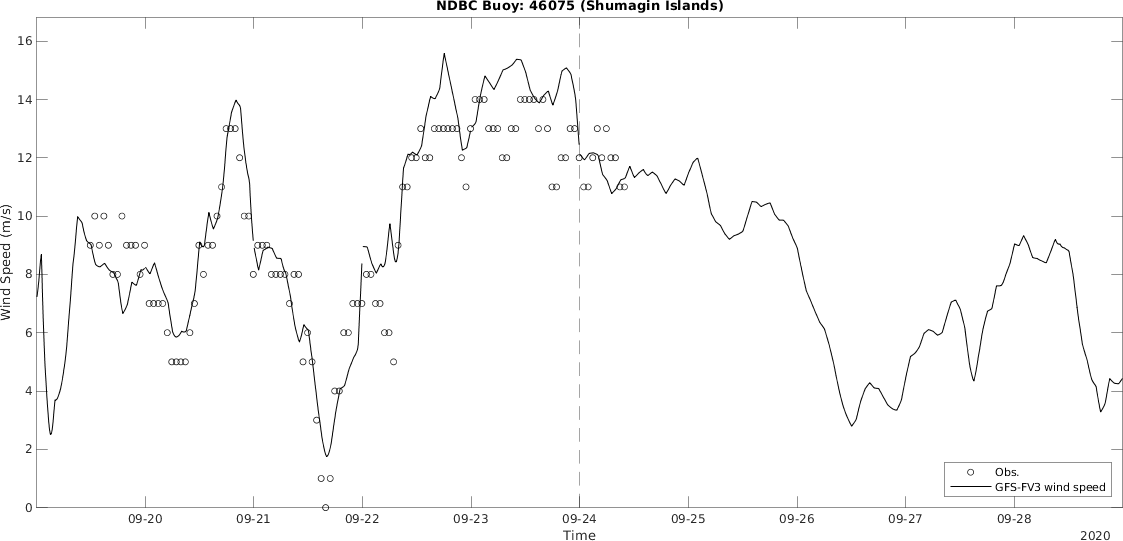 NDBC Buoy: 46075 (Shumagin Islands)
Wind Speed (m/s)
16
14
12
10
8
6
4
2
0
09-20 09-21 09-22 09-23 09-24 09-25 09-26 09-27 09-28
Time
2020
Obs.
GFS-FV3 wind speed